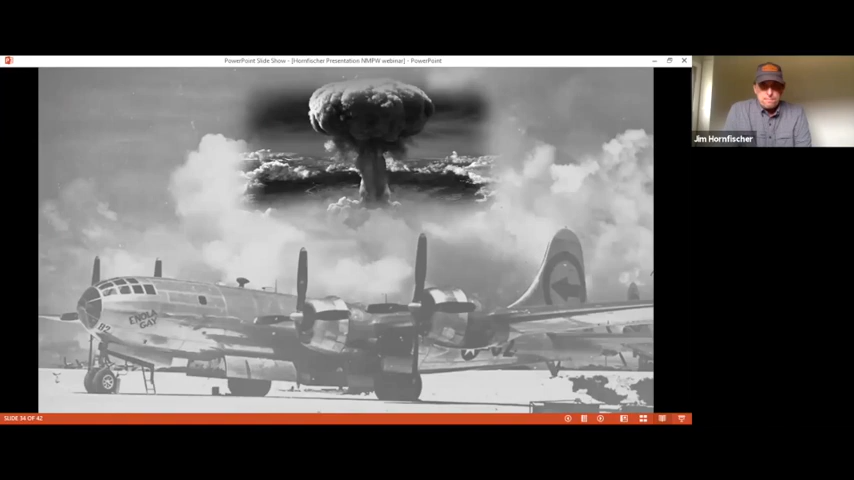 PowerPoint Slide Show - [Hornfischer Presentation NMPW webinar] - PowerPoint
Jim Hornfischer
ENOLA
GAY
82
SLIDE 34 OF 42